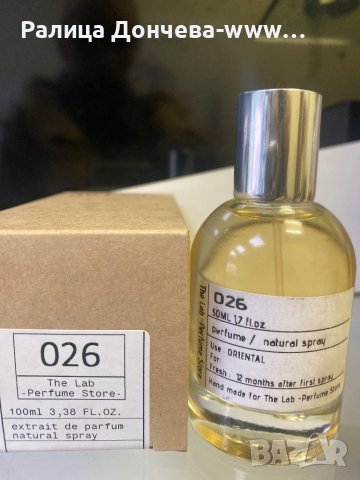 Ралица Дончева-www...
026
The Lab
-Perfume Store-
100ml 3,38 FL.OZ.
extrait de parfum
natural spray
026
50ML 1,7 fl.oz
perfume / natural spray
Use ORIENTAL
For
Fresh: 12 months after first spray
Hand made for The Lab -Perfume Store
The Lab -Perfume Store
BAZAR